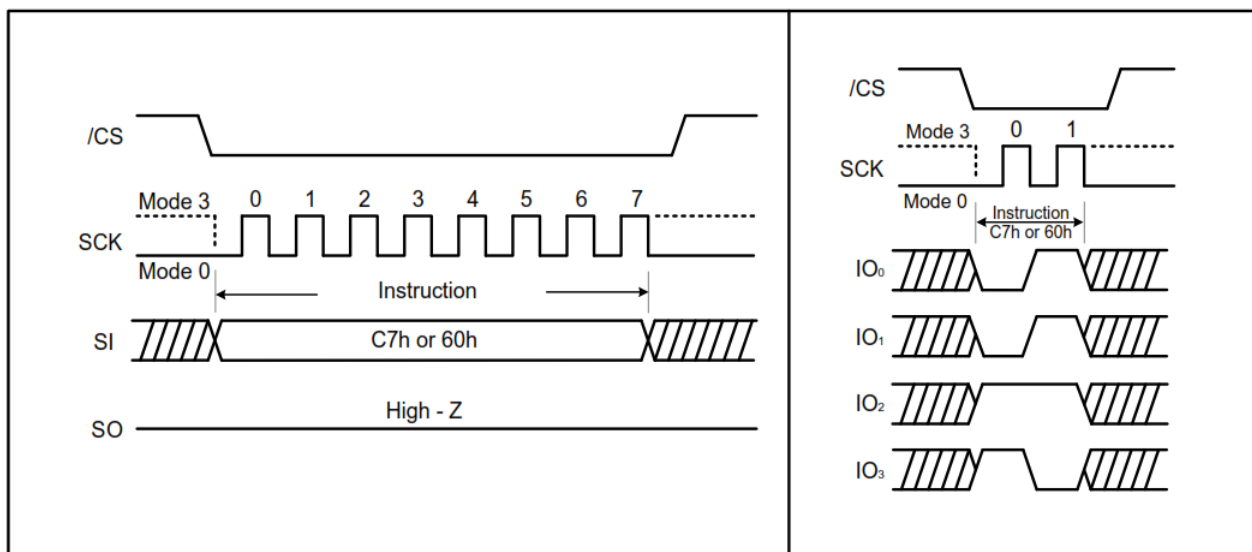 /CS
Mode 3 0 1 2 3 4 5 6 7
SCK
Mode 0
Instruction
SI C7h or 60h
High - Z
SO
/CS
Mode 3 0 1
SCK
Mode 0
Instruction
C7h or 60h
IO₀
IO₁
IO₂
IO₃